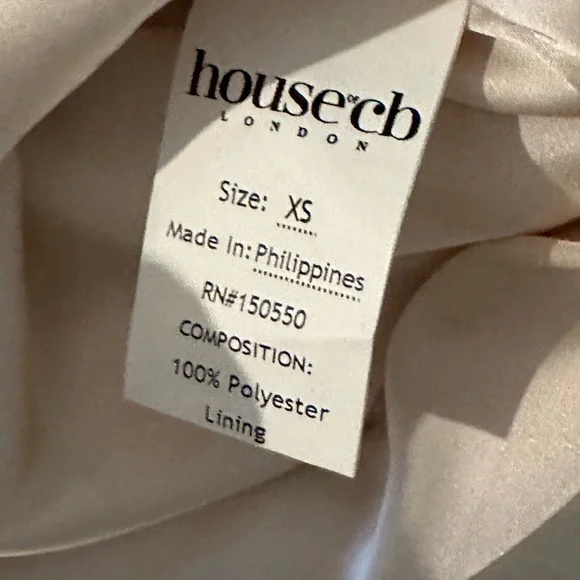 house of cb
LONDON
Size: XS
Made In: Philippines
RN#150550
COMPOSITION:
100% Polyester
Lining